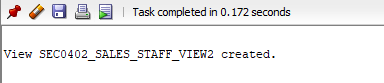 Task completed in 0.172 seconds
View SEC0402_SALES_STAFF_VIEW2 created.